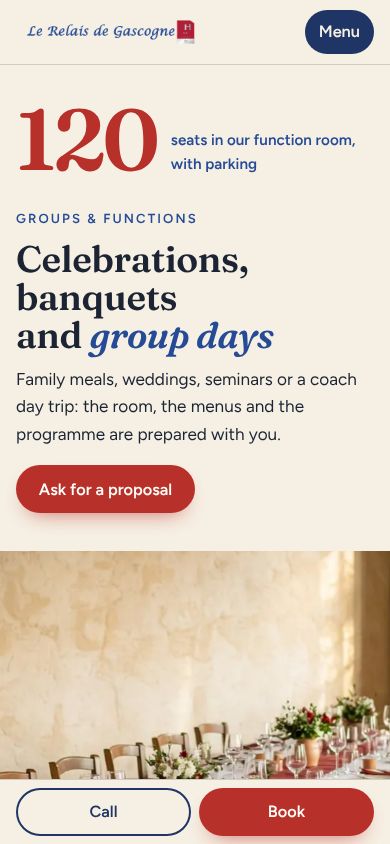 Le Relais de Gascogne
H
Menu
120
seats in our function room,
with parking
GROUPS & FUNCTIONS
Celebrations,
banquets
and group days
Family meals, weddings, seminars or a coach
day trip: the room, the menus and the
programme are prepared with you.
Ask for a proposal
Call
Book